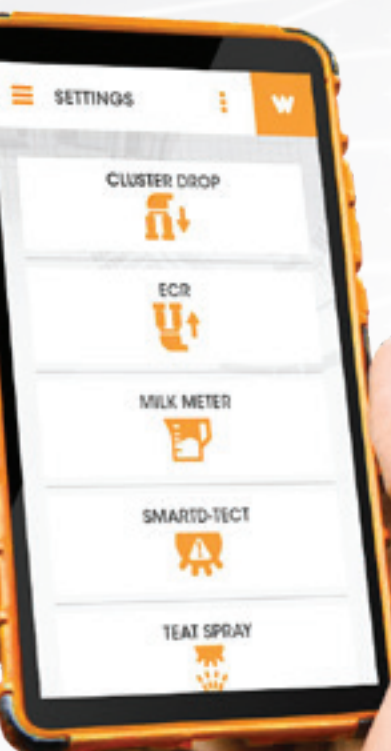 SETTINGS
W
CLUSTER DROP
ECR
MILK METER
SMARTD-TECT
TEAT SPRAY